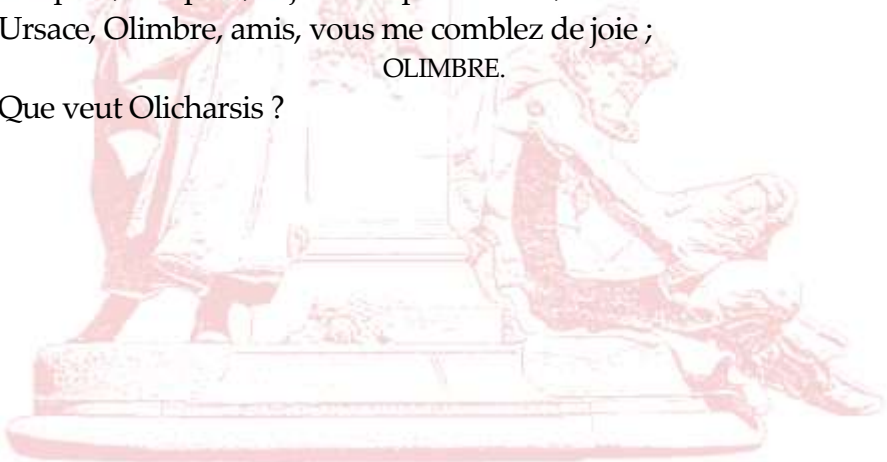 Ursace, Olimbre, amis, vous me comblez de joie ;
OLIMBRE.
Que veut Olicharsis ?